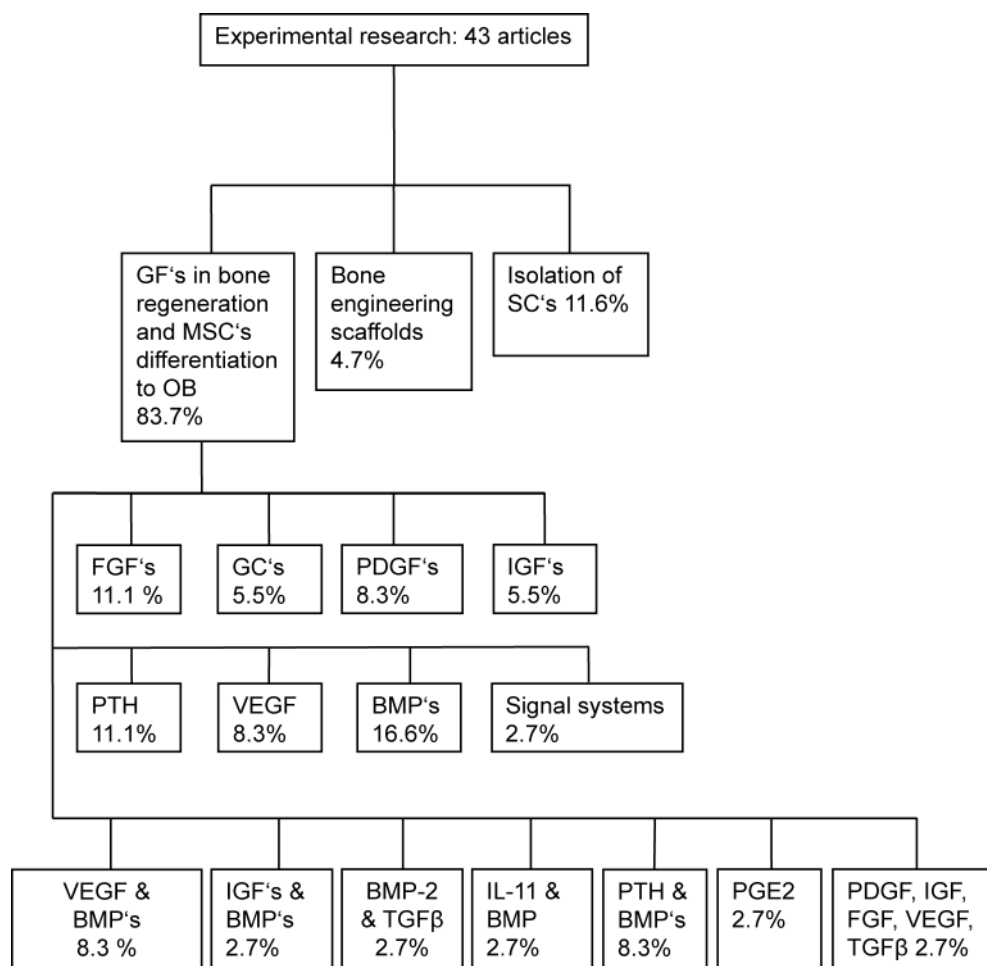 Experimental research: 43 articles
GF‘s in bone
regeneration
and MSC‘s
differentiation
to OB
83.7%
Bone
engineering
scaffolds
4.7%
Isolation of
SC‘s 11.6%
FGF‘s
11.1 %
GC‘s
5.5%
PDGF‘s
8.3%
IGF‘s
5.5%
PTH
11.1%
VEGF
8.3%
BMP‘s
16.6%
Signal systems
2.7%
VEGF &
BMP‘s
8.3 %
IGF‘s &
BMP‘s
2.7%
BMP-2
& TGFβ
2.7%
IL-11 &
BMP
2.7%
PTH &
BMP‘s
8.3%
PGE2
2.7%
PDGF, IGF,
FGF, VEGF,
TGFβ 2.7%